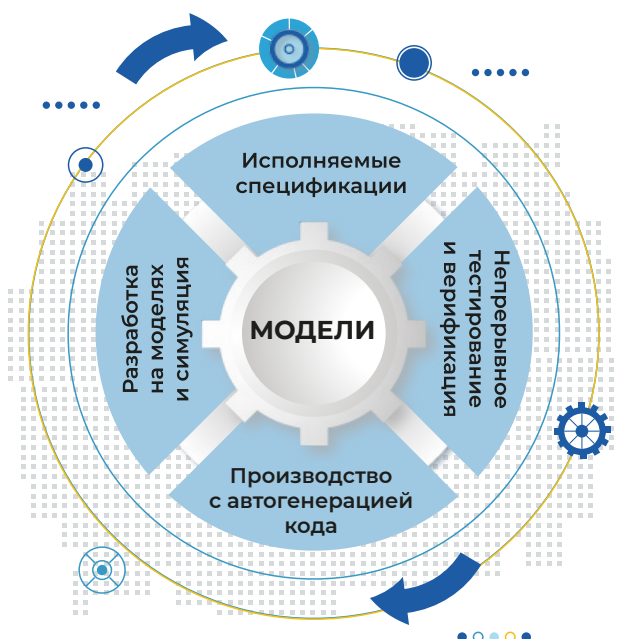 Исполняемые
спецификации
Непрерывное
тестирование
и верификация
МОДЕЛИ
Разработка
на моделях
и симуляция
Производство
с автогенерацией
кода